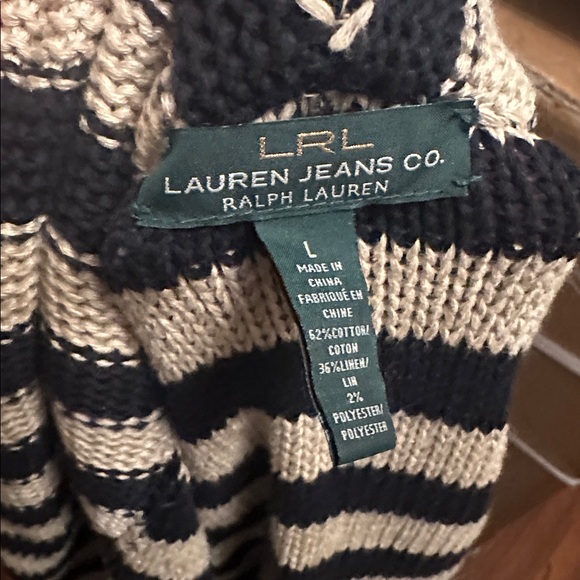 LRL
LAUREN JEANS CO.
RALPH LAUREN
L
MADE IN
CHINA
FABRIQUÉ EN
CHINE
62%COTTON/
COTON
36%LINEN/
LIN
2%
POLYESTER/
POLYESTER